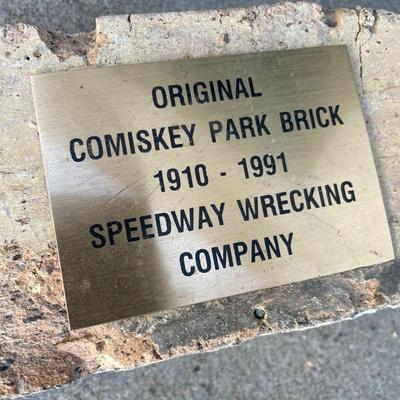 ORIGINAL
COMISKEY PARK BRICK
1910 - 1991
SPEEDWAY WRECKING
COMPANY